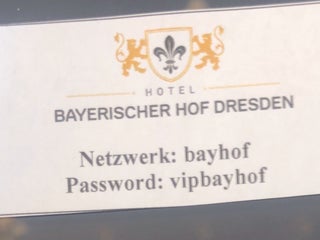 HOTEL
BAYERISCHER HOF DRESDEN
Netzwerk: bayhof
Password: vipbayhof